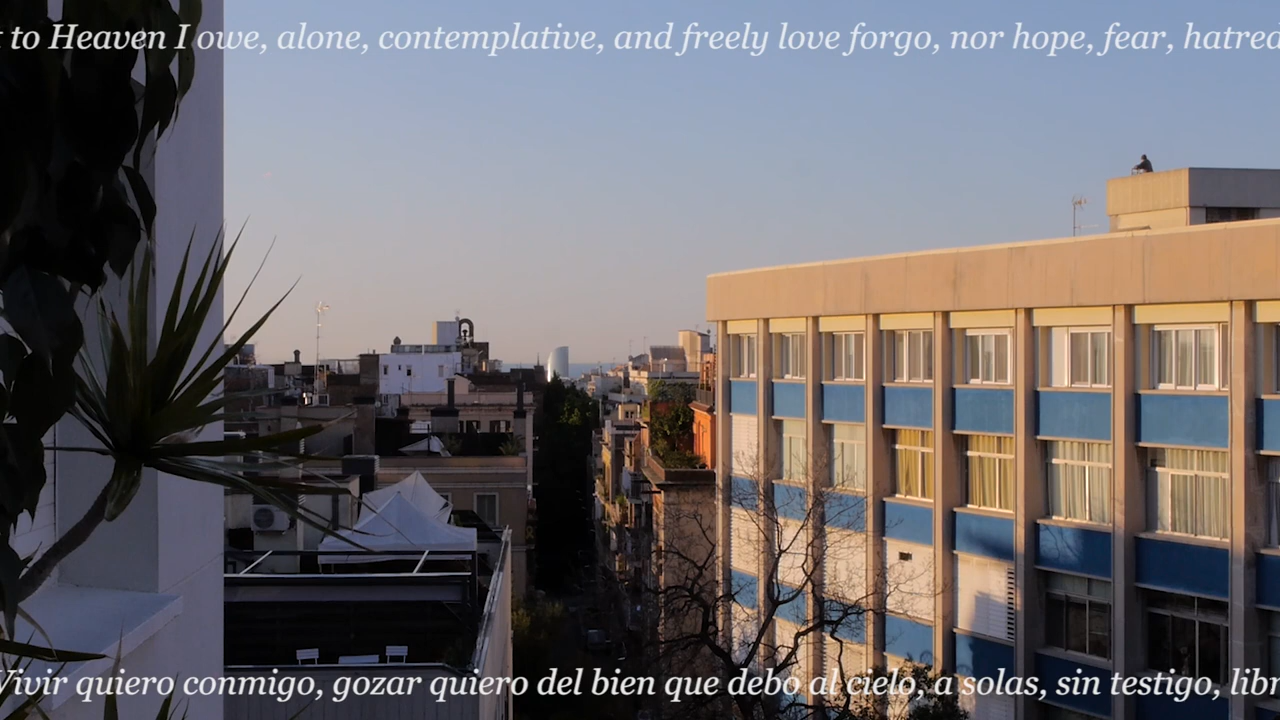 to Heaven I owe, alone, contemplative, and freely love forgo, nor hope, fear, hatred
Vivir quiero conmigo, gozar quiero del bien que debo al cielo, a solas, sin testigo, libr